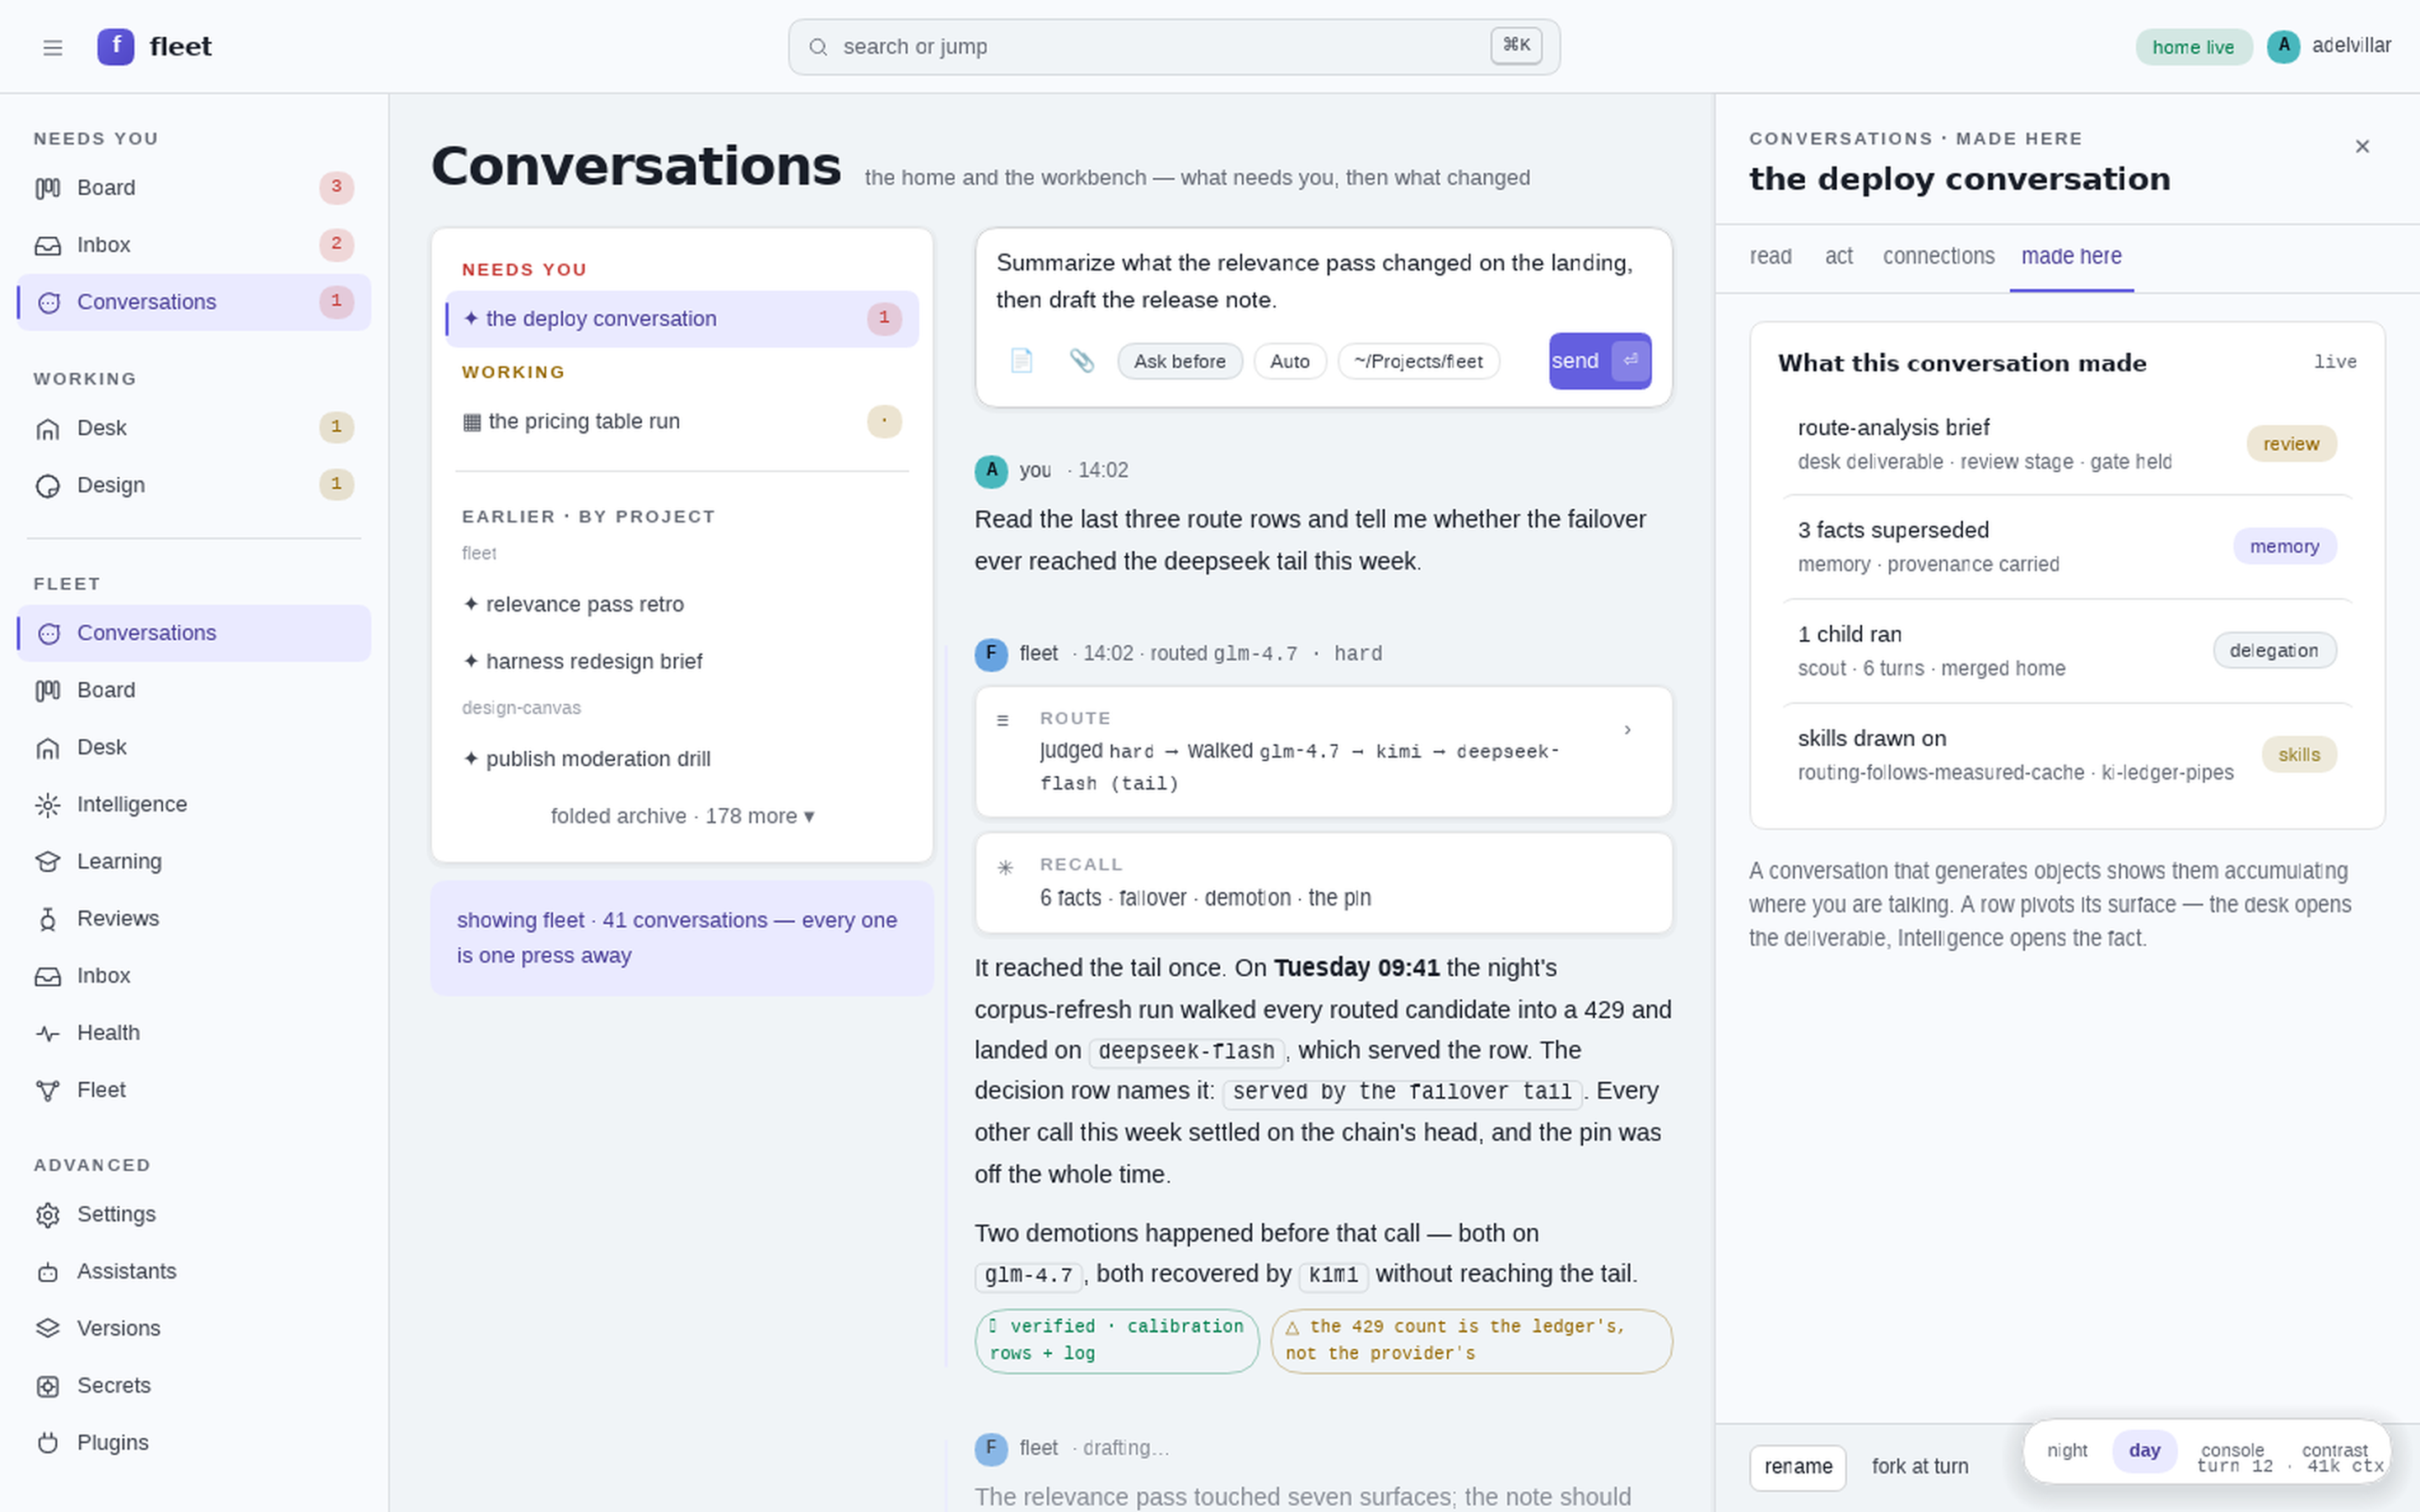 f fleet
search or jump ⌘K
home live A adelvillar
NEEDS YOU
Board 3
Inbox 2
Conversations 1
WORKING
Desk 1
Design 1
FLEET
Conversations
Board
Desk
Intelligence
Learning
Reviews
Inbox
Health
Fleet
ADVANCED
Settings
Assistants
Versions
Secrets
Plugins
Conversations the home and the workbench — what needs you, then what changed
NEEDS YOU
✦ the deploy conversation 1
WORKING
▦ the pricing table run ·
EARLIER · BY PROJECT
fleet
✦ relevance pass retro
✦ harness redesign brief
design-canvas
✦ publish moderation drill
folded archive · 178 more ▾
showing fleet · 41 conversations — every one
is one press away
Summarize what the relevance pass changed on the landing,
then draft the release note.
Ask before Auto ~/Projects/fleet send ⏎
A you · 14:02
Read the last three route rows and tell me whether the failover
ever reached the deepseek tail this week.
F fleet · 14:02 · routed glm-4.7 · hard
≡ ROUTE ›
judged hard → walked glm-4.7 → kimi → deepseek-
flash (tail)
✳ RECALL
6 facts · failover · demotion · the pin
It reached the tail once. On Tuesday 09:41 the night's
corpus-refresh run walked every routed candidate into a 429 and
landed on deepseek-flash, which served the row. The
decision row names it: served by the failover tail. Every
other call this week settled on the chain's head, and the pin was
off the whole time.
Two demotions happened before that call — both on
glm-4.7, both recovered by kimi without reaching the tail.
verified · calibration
rows + log
△ the 429 count is the ledger's,
not the provider's
F fleet · drafting…
The relevance pass touched seven surfaces; the note should
CONVERSATIONS · MADE HERE ×
the deploy conversation
read act connections made here
What this conversation made live
route-analysis brief
desk deliverable · review stage · gate held
review
3 facts superseded
memory · provenance carried
memory
1 child ran
scout · 6 turns · merged home
delegation
skills drawn on
routing-follows-measured-cache · ki-ledger-pipes
skills
A conversation that generates objects shows them accumulating
where you are talking. A row pivots its surface — the desk opens
the deliverable, Intelligence opens the fact.
rename fork at turn
night day console contrast
turn 12 · 41k ctx